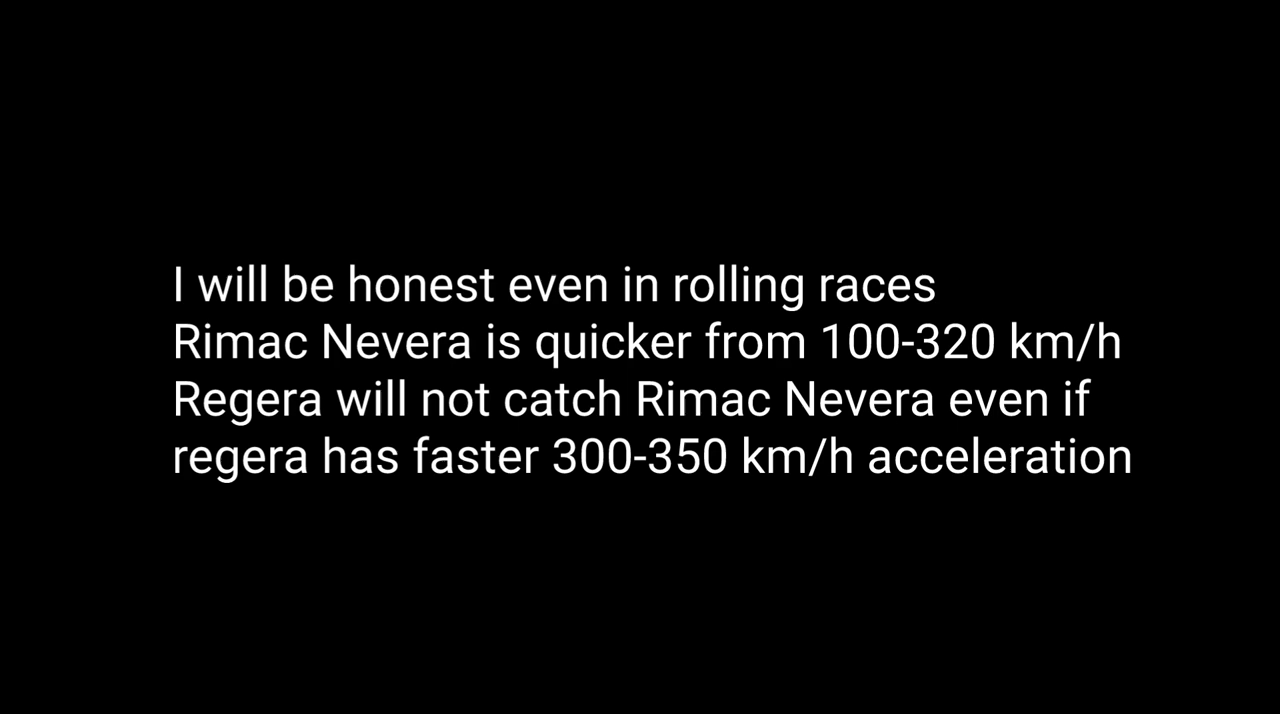 I will be honest even in rolling races
Rimac Nevera is quicker from 100-320 km/h
Regera will not catch Rimac Nevera even if
regera has faster 300-350 km/h acceleration